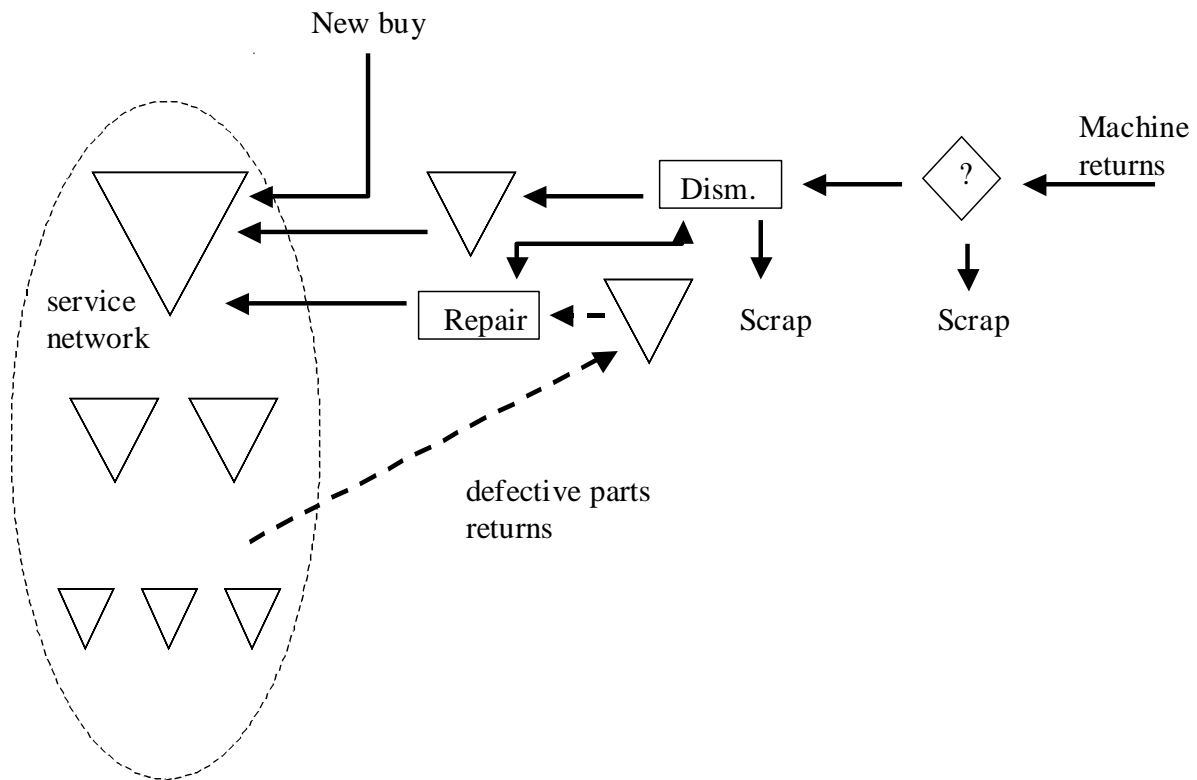 New buy
Machine
returns
?
Dism.
service
network
Repair
Scrap
Scrap
defective parts
returns